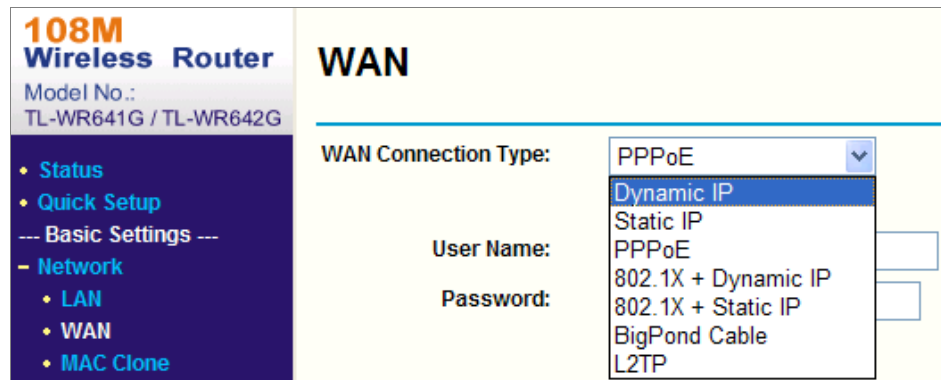 108M
Wireless Router
Model No.:
TL-WR641G / TL-WR642G
• Status
• Quick Setup
--- Basic Settings ---
– Network
• LAN
• WAN
• MAC Clone
WAN
WAN Connection Type:
PPPoE
Dynamic IP
Static IP
PPPoE
802.1X + Dynamic IP
802.1X + Static IP
BigPond Cable
L2TP
User Name:
Password: